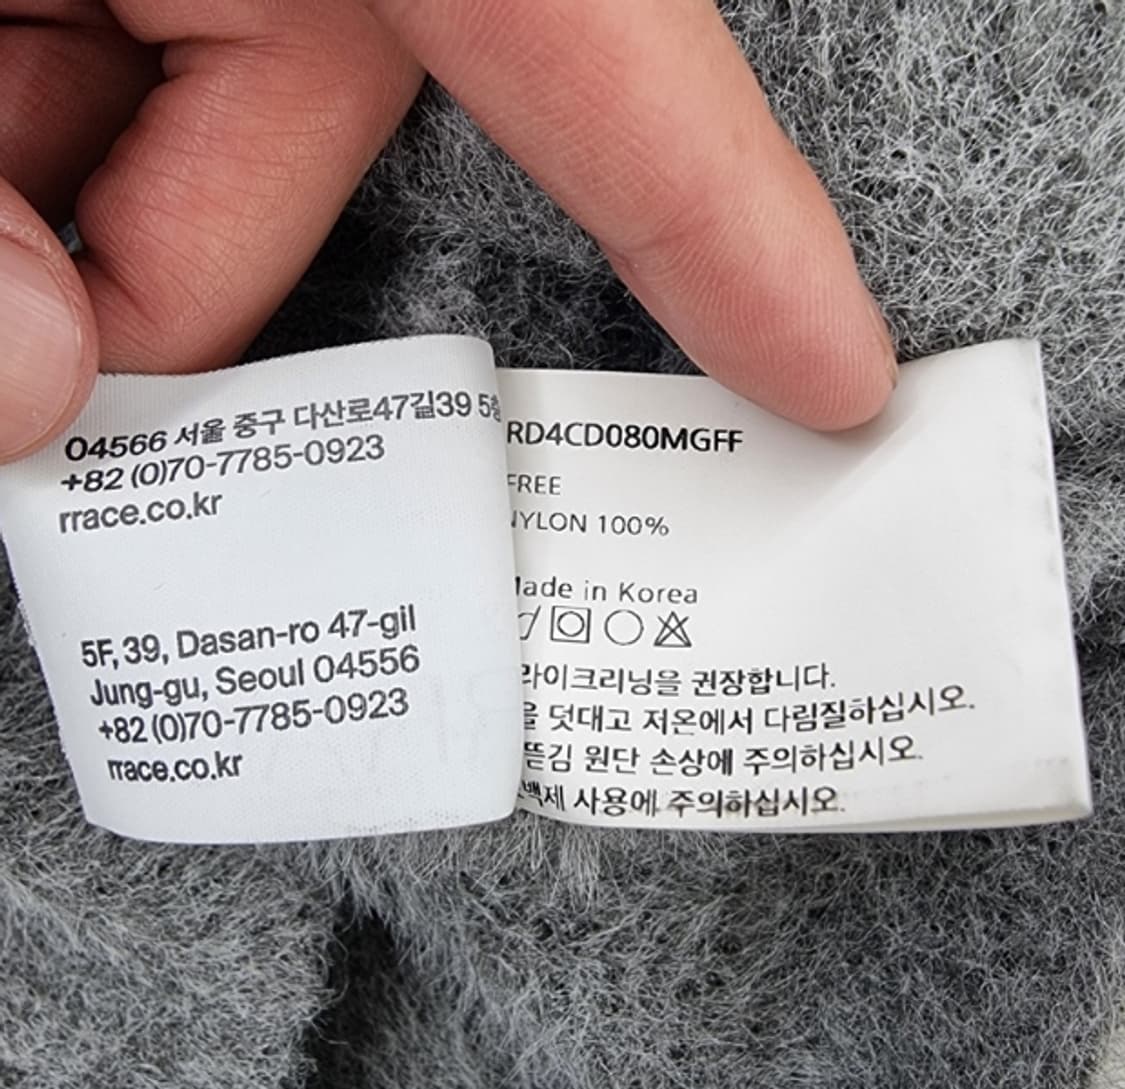 04566 서울 중구 다산로47길39 5층
+82 (0)70-7785-0923
rrace.co.kr
5F, 39, Dasan-ro 47-gil
Jung-gu, Seoul 04556
+82 (0)70-7785-0923
rrace.co.kr
RD4CD080MGFF
FREE
NYLON 100%
Made in Korea
라이크리닝을 권장합니다.
을 덧대고 저온에서 다림질하십시오.
뜯김 원단 손상에 주의하십시오.
백제 사용에 주의하십시오.